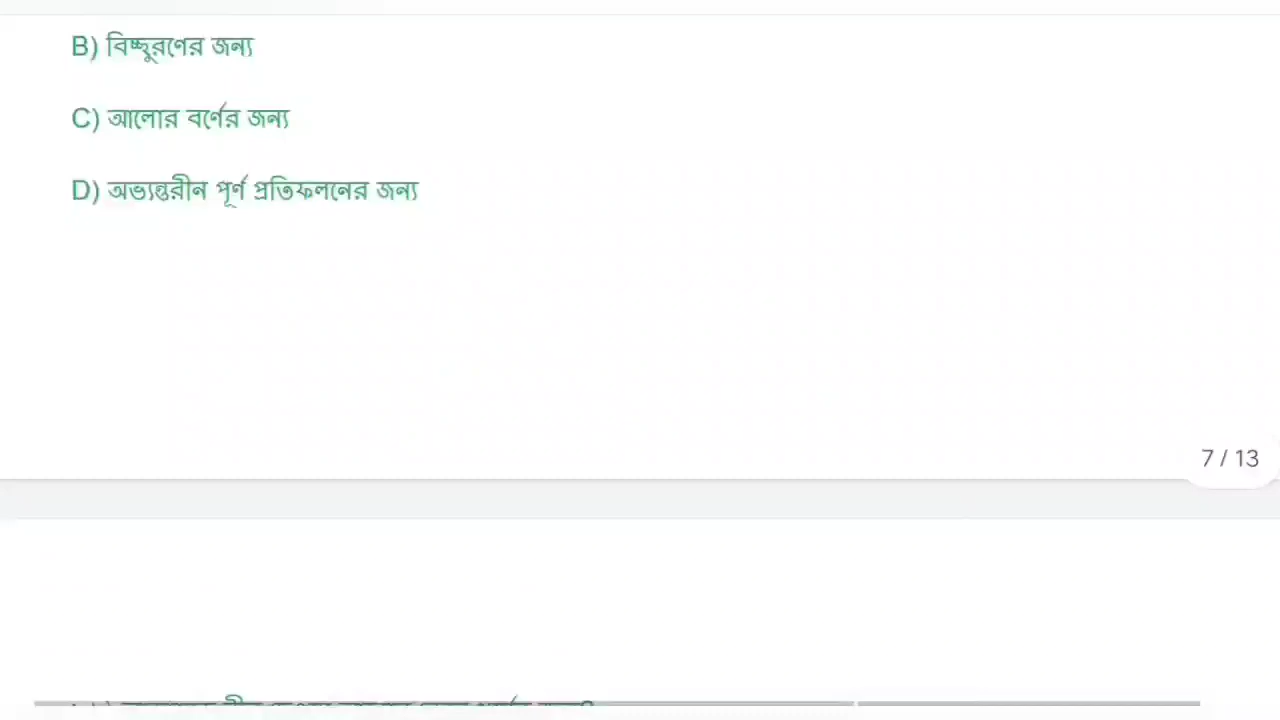 B) বিচ্ছুরণের জন্য
C) আলোর বর্ণের জন্য
D) অভ্যন্তরীন পূর্ণ প্রতিফলনের জন্য
7 / 13